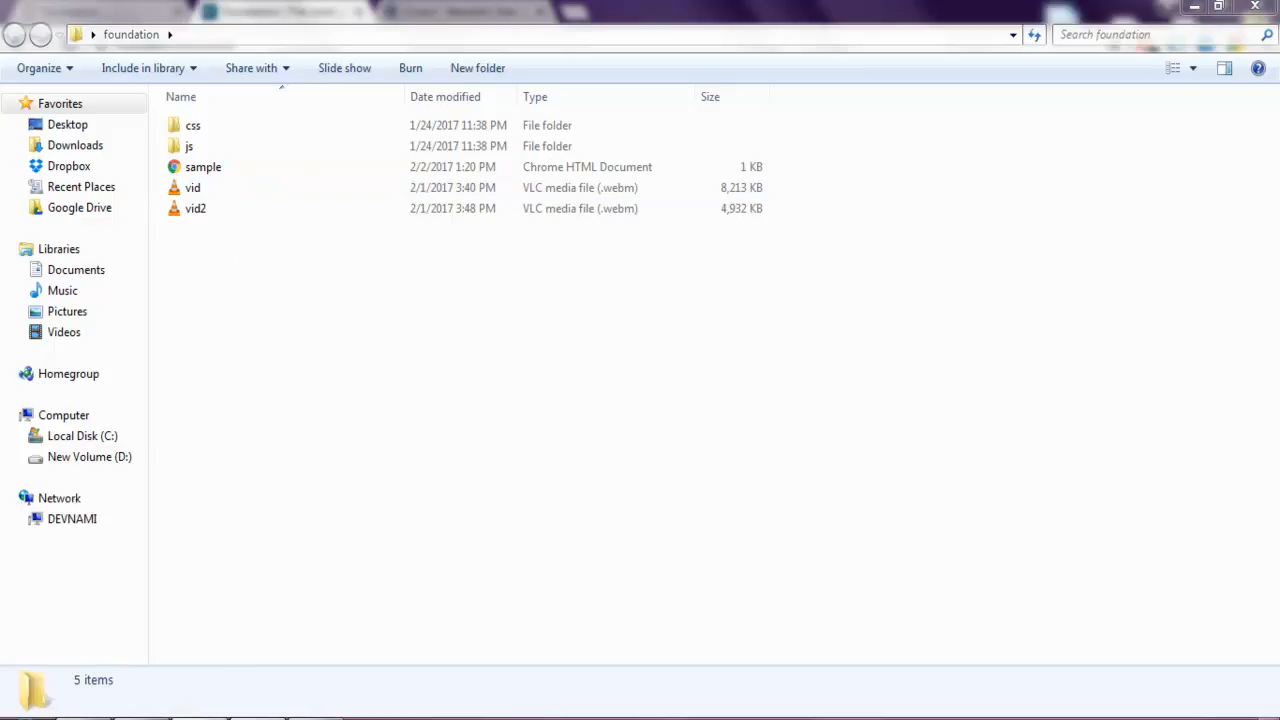 foundation
Search foundation
Organize Include in library Share with Slide show Burn New folder
Name Date modified Type Size
Favorites
Desktop
Downloads
Dropbox
Recent Places
Google Drive
Libraries
Documents
Music
Pictures
Videos
Homegroup
Computer
Local Disk (C:)
New Volume (D:)
Network
DEVNAMI
css 1/24/2017 11:38 PM File folder
js 1/24/2017 11:38 PM File folder
sample 2/2/2017 1:20 PM Chrome HTML Document 1 KB
vid 2/1/2017 3:40 PM VLC media file (.webm) 8,213 KB
vid2 2/1/2017 3:48 PM VLC media file (.webm) 4,932 KB
5 items